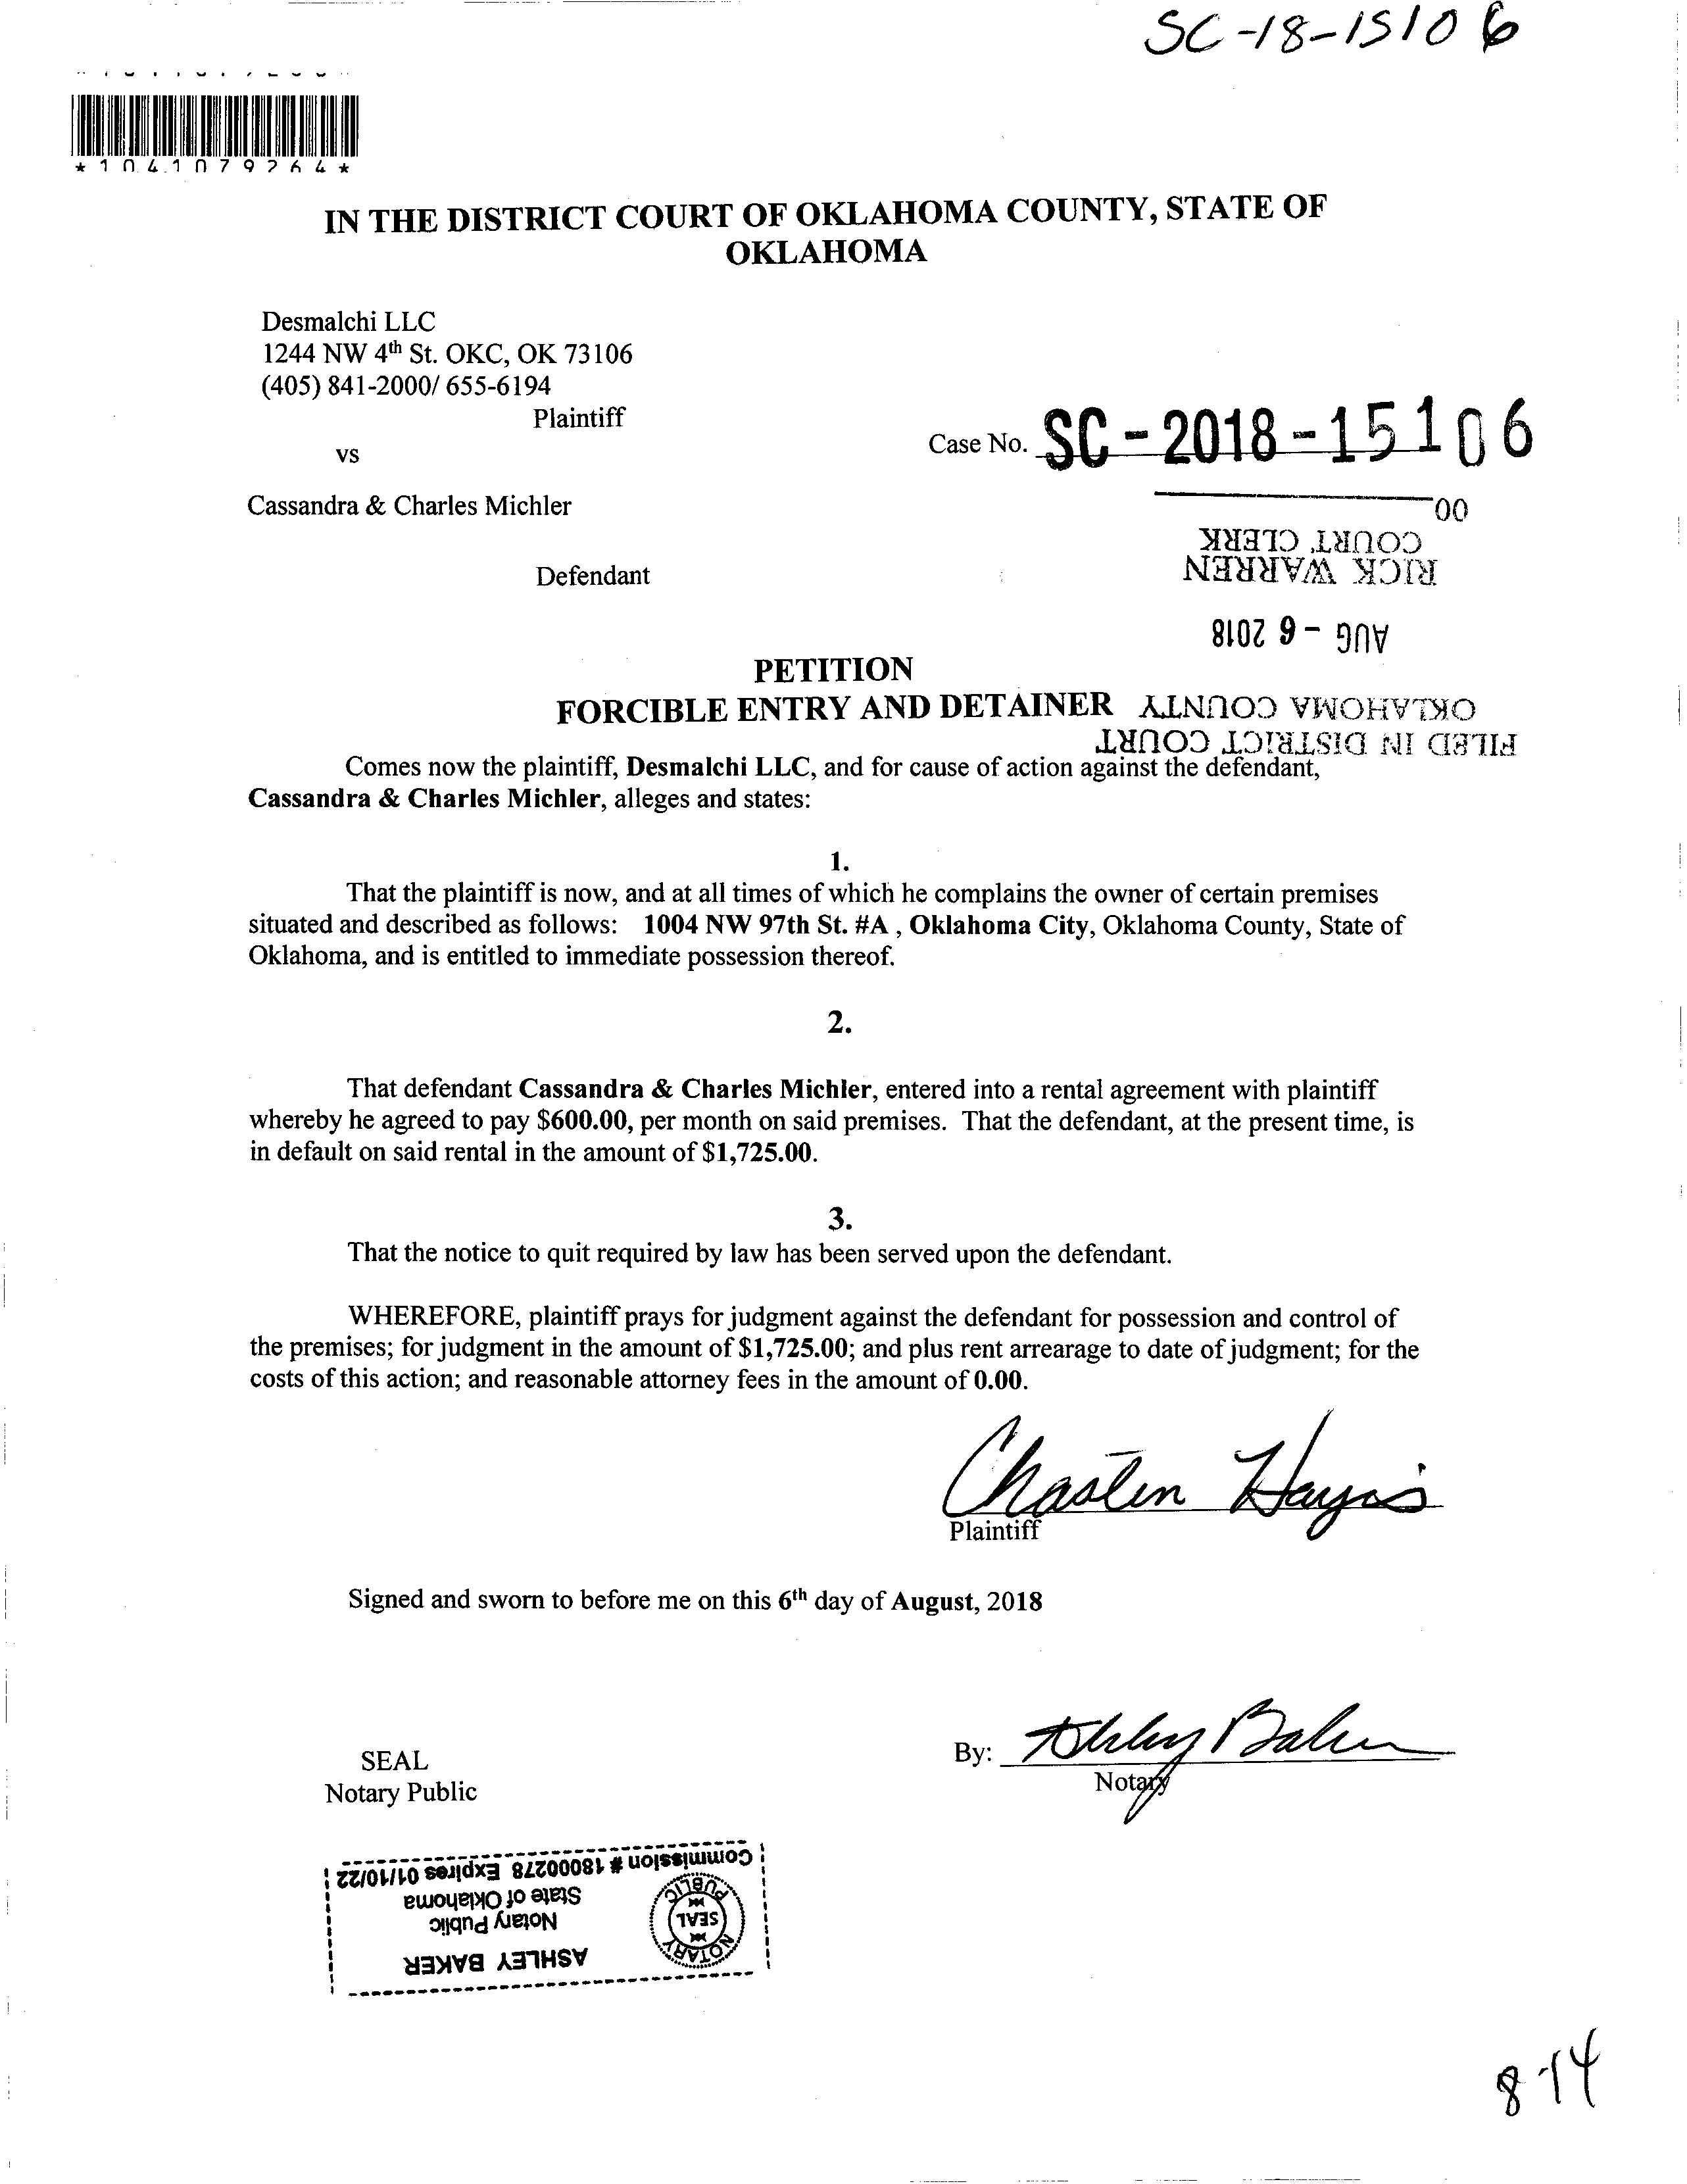 SC-18-15106
*1041079264*
IN THE DISTRICT COURT OF OKLAHOMA COUNTY, STATE OF
OKLAHOMA
Desmalchi LLC
1244 NW 4th St. OKC, OK 73106
(405) 841-2000/ 655-6194
Plaintiff
vs
Case No. SC-2018-15106
Cassandra & Charles Michler
Defendant
FILED IN DISTRICT COURT
OKLAHOMA COUNTY
AUG - 6 2018
RICK WARREN
COURT CLERK
00
PETITION
FORCIBLE ENTRY AND DETAINER
Comes now the plaintiff, Desmalchi LLC, and for cause of action against the defendant,
Cassandra & Charles Michler, alleges and states:
1.
That the plaintiff is now, and at all times of which he complains the owner of certain premises
situated and described as follows: 1004 NW 97th St. #A , Oklahoma City, Oklahoma County, State of
Oklahoma, and is entitled to immediate possession thereof.
2.
That defendant Cassandra & Charles Michler, entered into a rental agreement with plaintiff
whereby he agreed to pay $600.00, per month on said premises. That the defendant, at the present time, is
in default on said rental in the amount of $1,725.00.
3.
That the notice to quit required by law has been served upon the defendant.
WHEREFORE, plaintiff prays for judgment against the defendant for possession and control of
the premises; for judgment in the amount of $1,725.00; and plus rent arrearage to date of judgment; for the
costs of this action; and reasonable attorney fees in the amount of 0.00.
Plaintiff
Signed and sworn to before me on this 6th day of August, 2018
By: Ashley Baker
Notary
SEAL
Notary Public
NOTARY PUBLIC
SEAL
ASHLEY BAKER
Notary Public
State of Oklahoma
Commission # 18000278 Expires 01/10/22
8-14